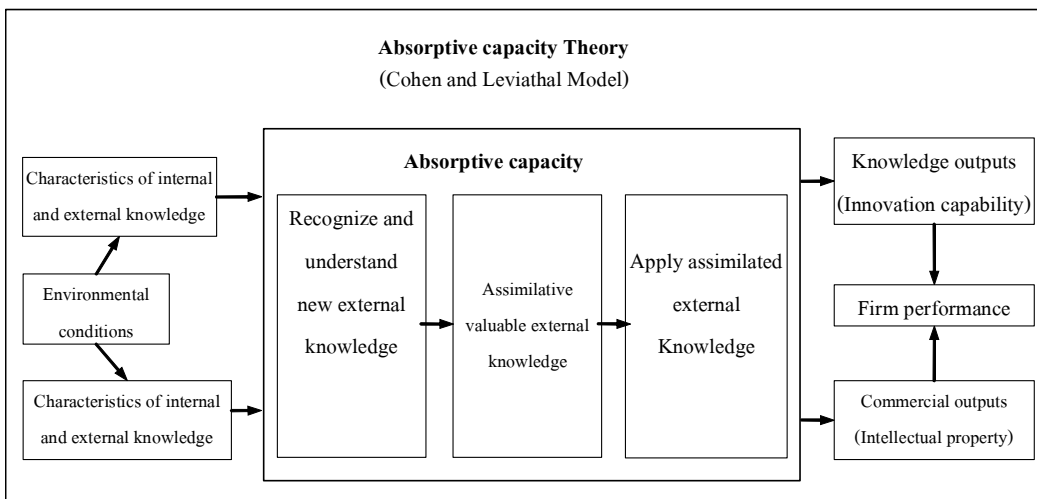 Absorptive capacity Theory
(Cohen and Leviathal Model)
Characteristics of internal
and external knowledge
Environmental
conditions
Characteristics of internal
and external knowledge
Absorptive capacity
Recognize and
understand
new external
knowledge
Assimilative
valuable external
knowledge
Apply assimilated
external
Knowledge
Knowledge outputs
(Innovation capability)
Firm performance
Commercial outputs
(Intellectual property)